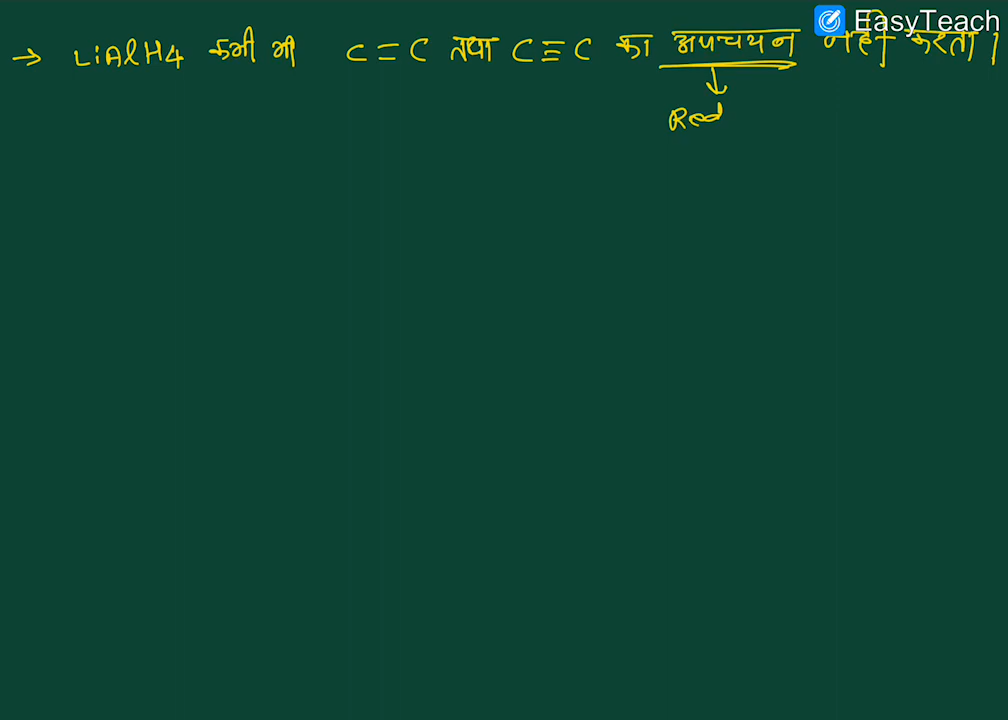 EasyTeach
→ LiAlH4 कभी भी C=C तथा C≡C का अपचयन नहीं करता।
↓
Red